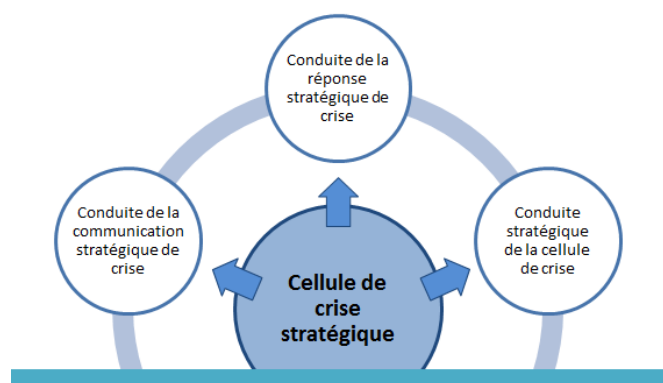 Conduite de la
réponse
stratégique de
crise
Conduite de la
communication
stratégique de
crise
Conduite
stratégique
de la cellule
de crise
Cellule de
crise
stratégique